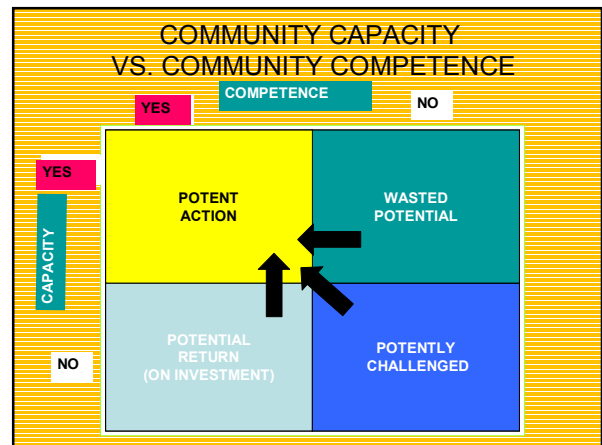 COMMUNITY CAPACITY
VS. COMMUNITY COMPETENCE
COMPETENCE
YES
NO
YES
CAPACITY
NO
POTENT
ACTION
WASTED
POTENTIAL
POTENTIAL
RETURN
(ON INVESTMENT)
POTENTLY
CHALLENGED